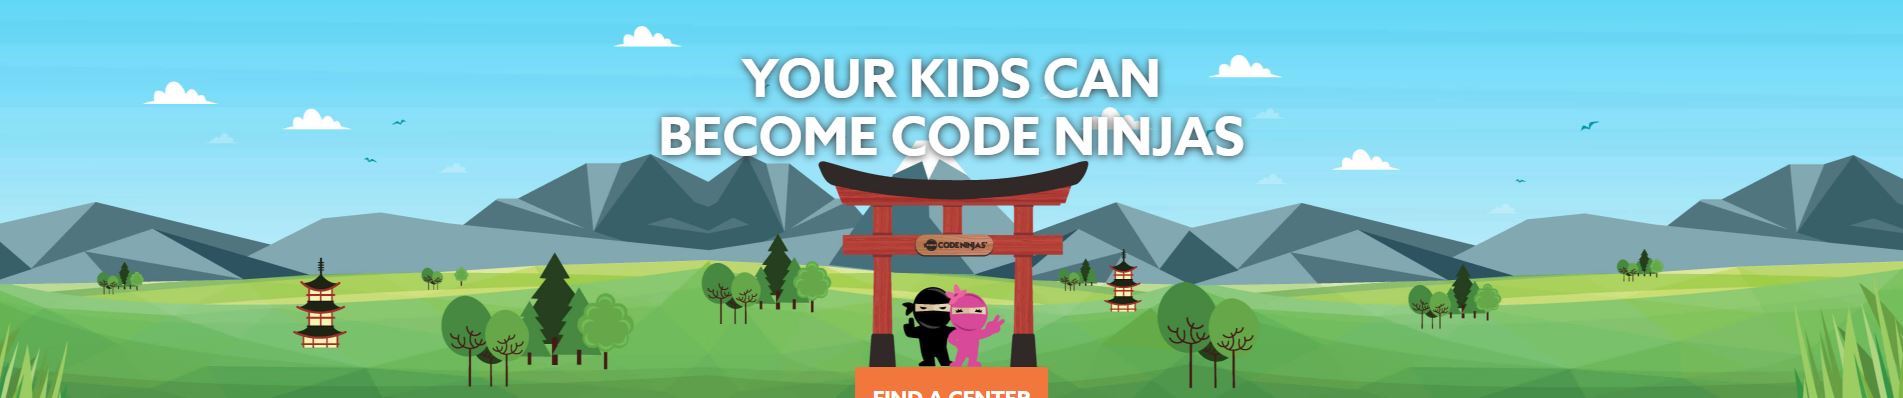 YOUR KIDS CAN
BECOME CODE NINJAS
CODE NINJAS
FIND A CENTER